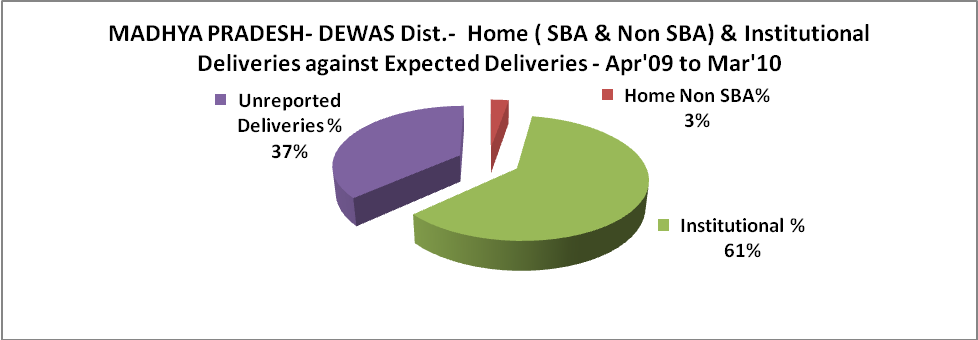 MADHYA PRADESH- DEWAS Dist.-  Home ( SBA & Non SBA) & Institutional
Deliveries against Expected Deliveries - Apr'09 to Mar'10
Unreported
Deliveries %
37%
Home Non SBA%
3%
Institutional %
61%